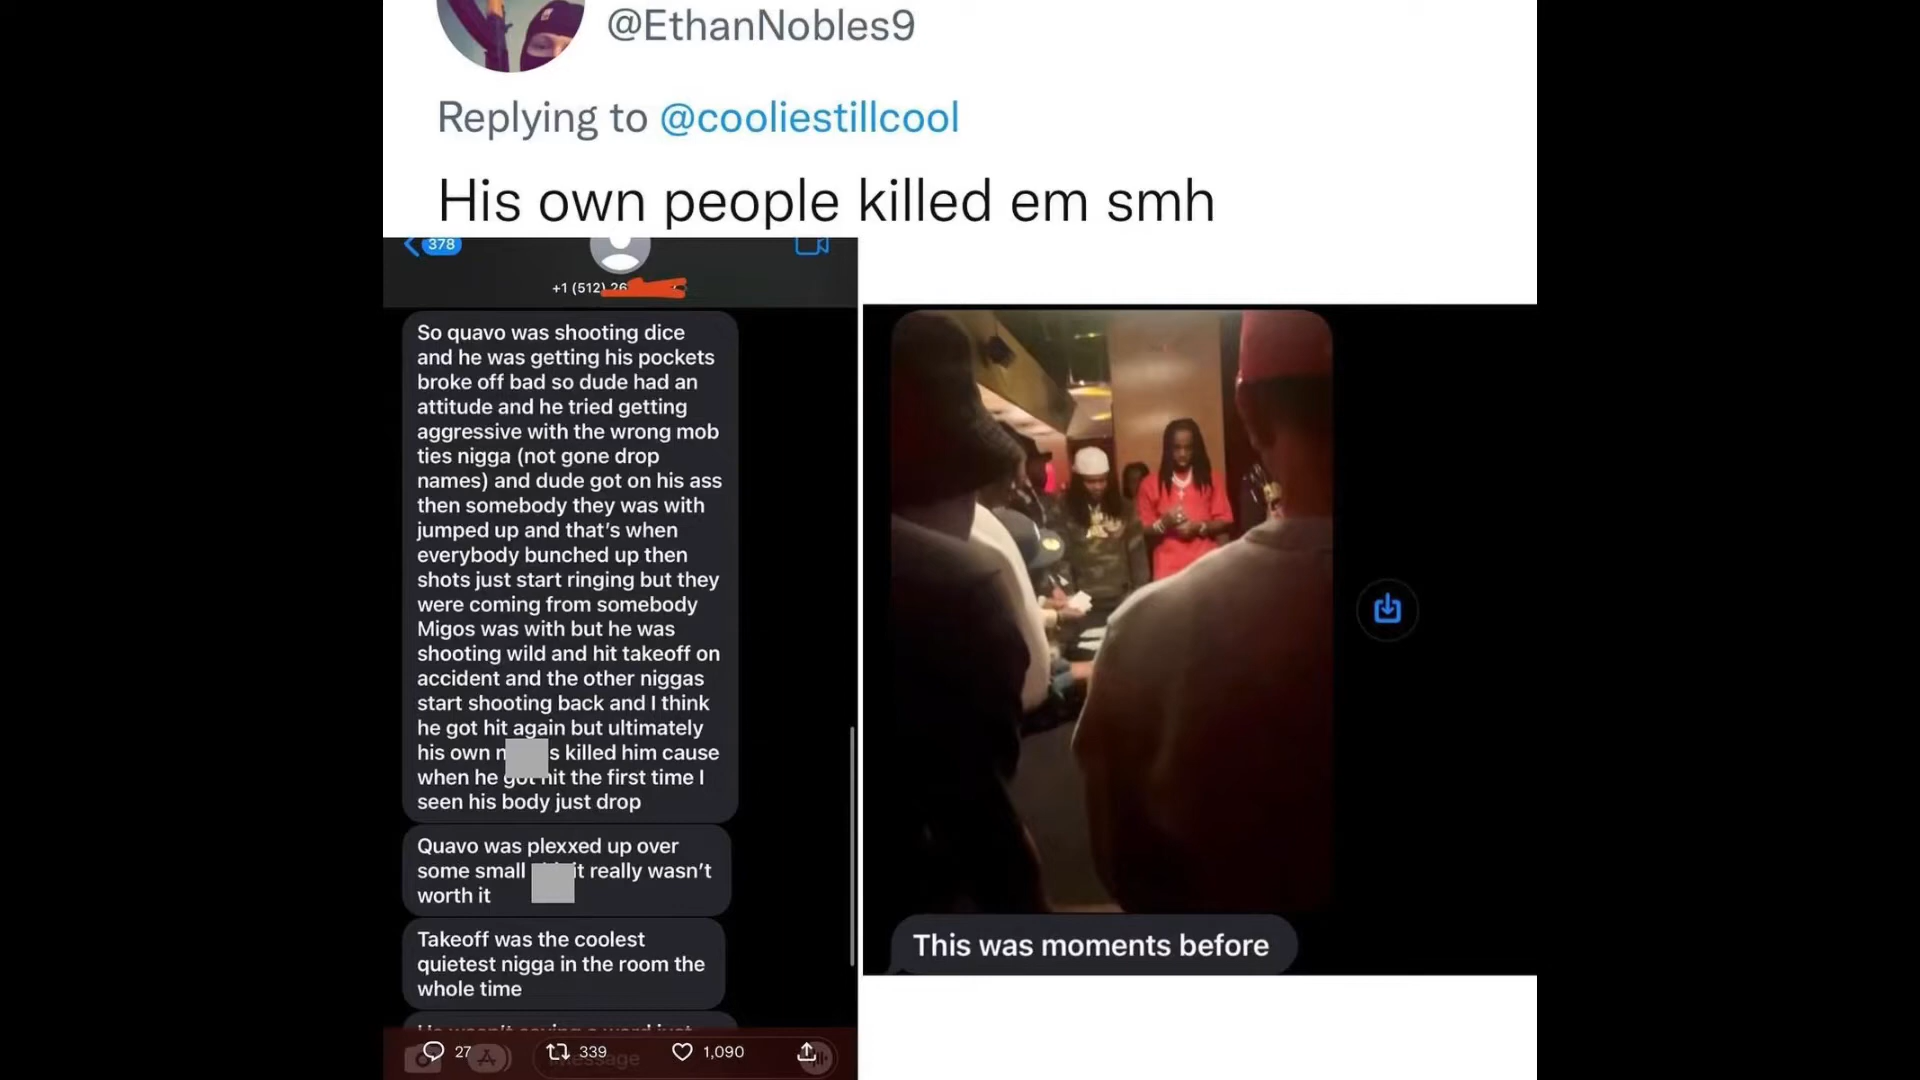 @EthanNobles9
Replying to @cooliestillcool
His own people killed em smh
378
+1 (512) 26
So quavo was shooting dice
and he was getting his pockets
broke off bad so dude had an
attitude and he tried getting
aggressive with the wrong mob
ties nigga (not gone drop
names) and dude got on his ass
then somebody they was with
jumped up and that's when
everybody bunched up then
shots just start ringing but they
were coming from somebody
Migos was with but he was
shooting wild and hit takeoff on
accident and the other niggas
start shooting back and I think
he got hit again but ultimately
his own n s killed him cause
when he got hit the first time I
seen his body just drop
Quavo was plexxed up over
some small it really wasn't
worth it
Takeoff was the coolest
quietest nigga in the room the
whole time
27
339
1,090
This was moments before